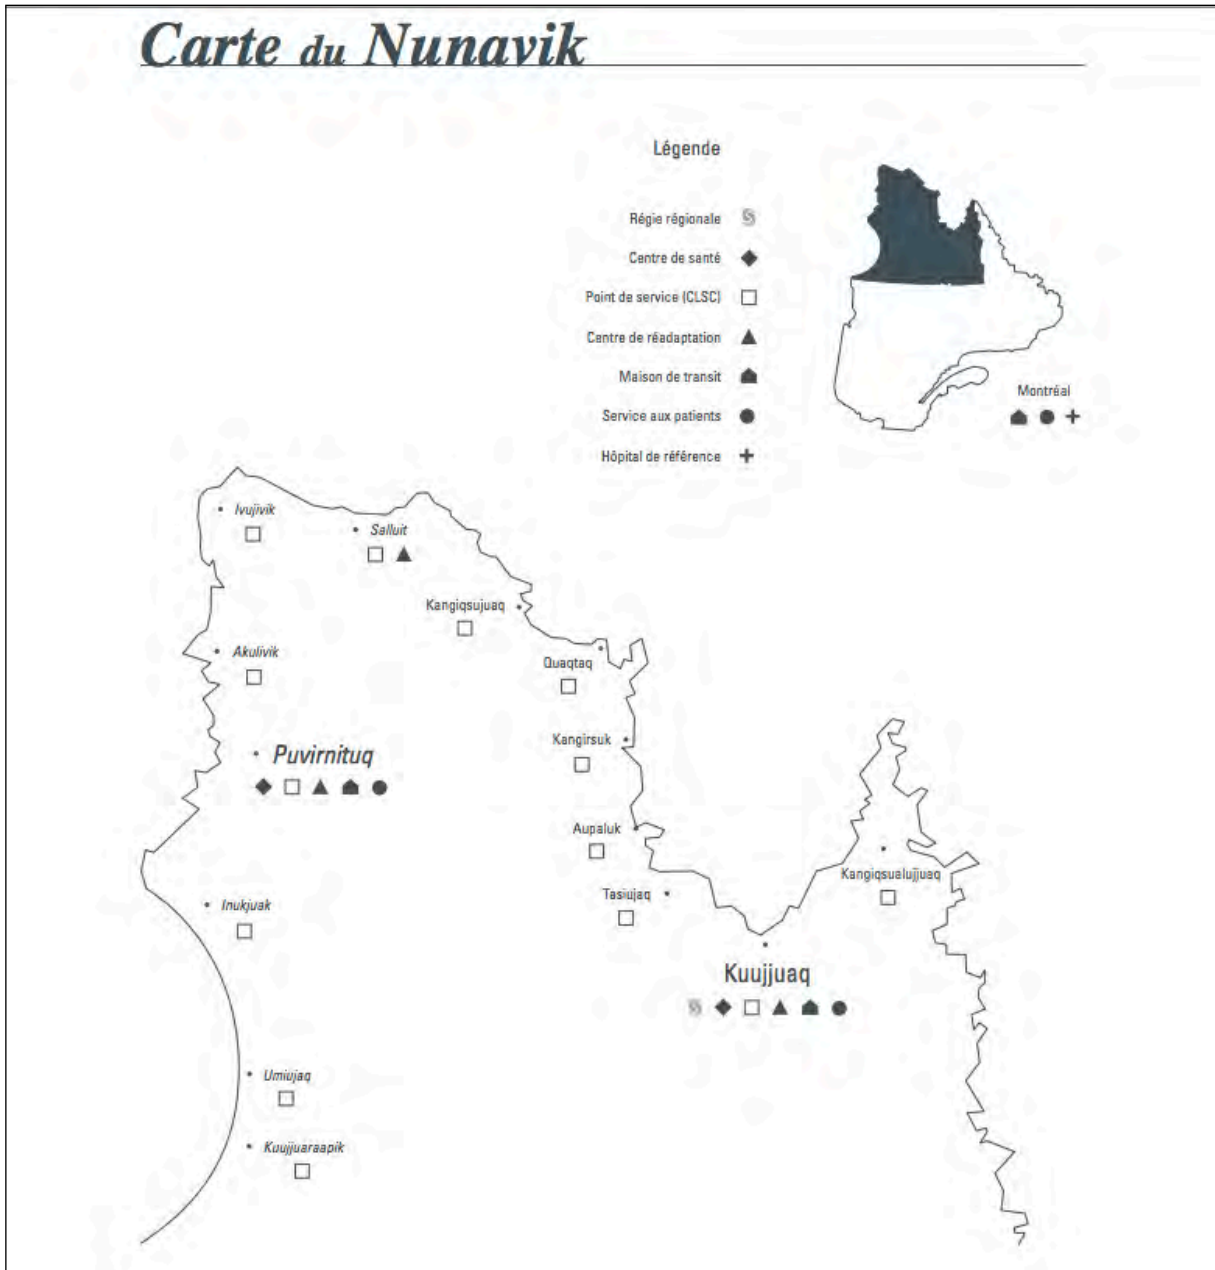 Carte du Nunavik
Légende
Régie régionale
Centre de santé
Point de service (CLSC)
Centre de réadaptation
Maison de transit
Service aux patients
Hôpital de référence
Montréal
Ivujivik
Salluit
Kangiqsujuaq
Akulivik
Quaqtaq
Kangirsuk
Puvirnituq
Aupaluk
Kangiqsualujjuaq
Tasiujaq
Inukjuak
Kuujjuaq
Umiujaq
Kuujjuaraapik